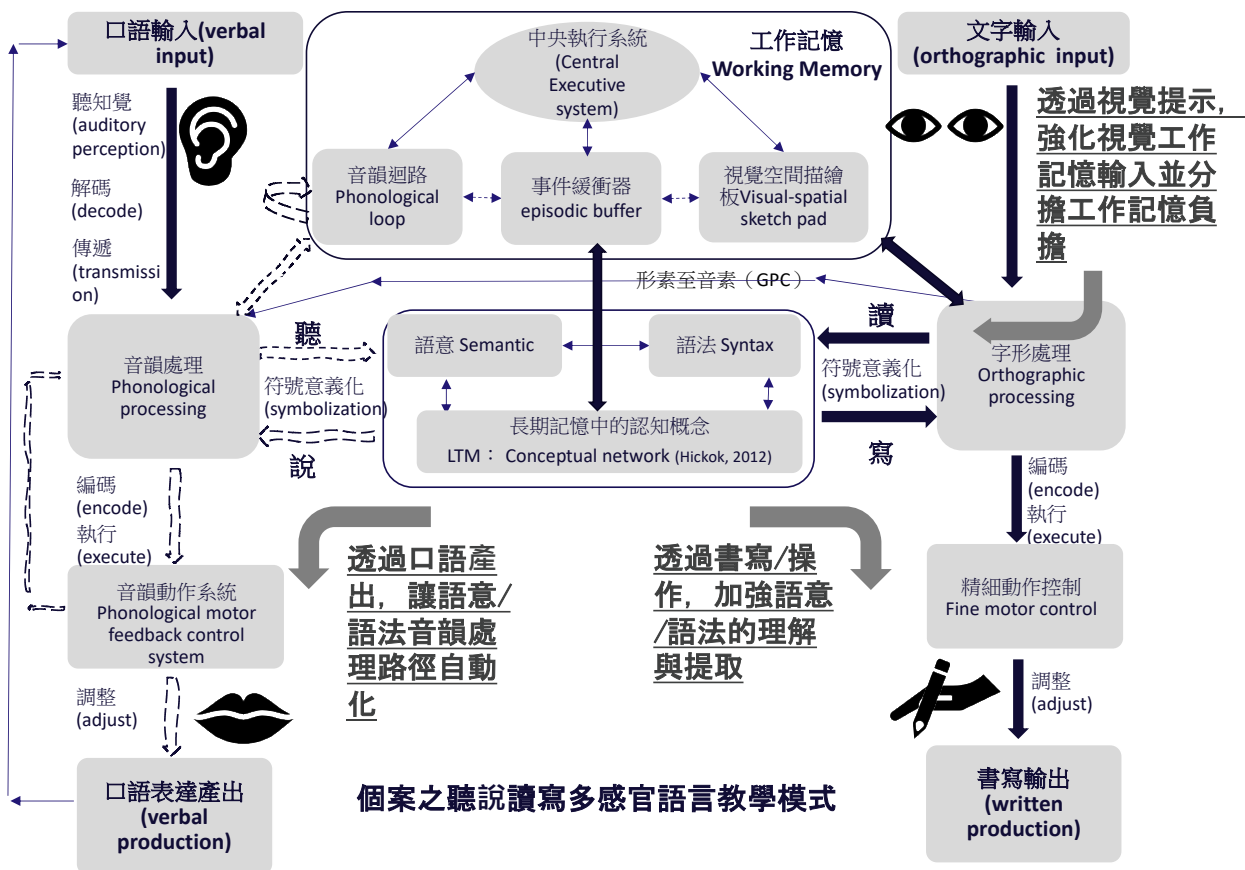 口語輸入(verbal
input)
聽知覺
(auditory
perception)
解碼
(decode)
傳遞
(transmissi
on)
工作記憶
Working Memory
中央執行系統
(Central
Executive
system)
音韻迴路
Phonological
loop
事件緩衝器
episodic buffer
視覺空間描繪
板Visual-spatial
sketch pad
文字輸入
(orthographic input)
透過視覺提示，
強化視覺工作
記憶輸入並分
擔工作記憶負
擔
形素至音素（GPC）
音韻處理
Phonological
processing
聽
符號意義化
(symbolization)
說
語意 Semantic
語法 Syntax
長期記憶中的認知概念
LTM： Conceptual network (Hickok, 2012)
讀
符號意義化
(symbolization)
寫
字形處理
Orthographic
processing
編碼
(encode)
執行
(execute)
音韻動作系統
Phonological motor
feedback control
system
調整
(adjust)
口語表達產出
(verbal
production)
透過口語產
出，讓語意/
語法音韻處
理路徑自動
化
透過書寫/操
作，加強語意
/語法的理解
與提取
編碼
(encode)
執行
(execute)
精細動作控制
Fine motor control
調整
(adjust)
書寫輸出
(written
production)
個案之聽說讀寫多感官語言教學模式